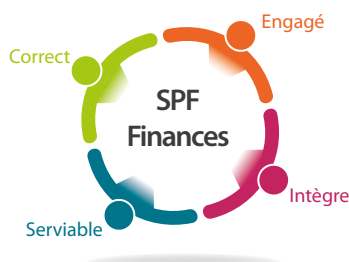 Engagé
Correct
SPF
Finances
Intègre
Serviable